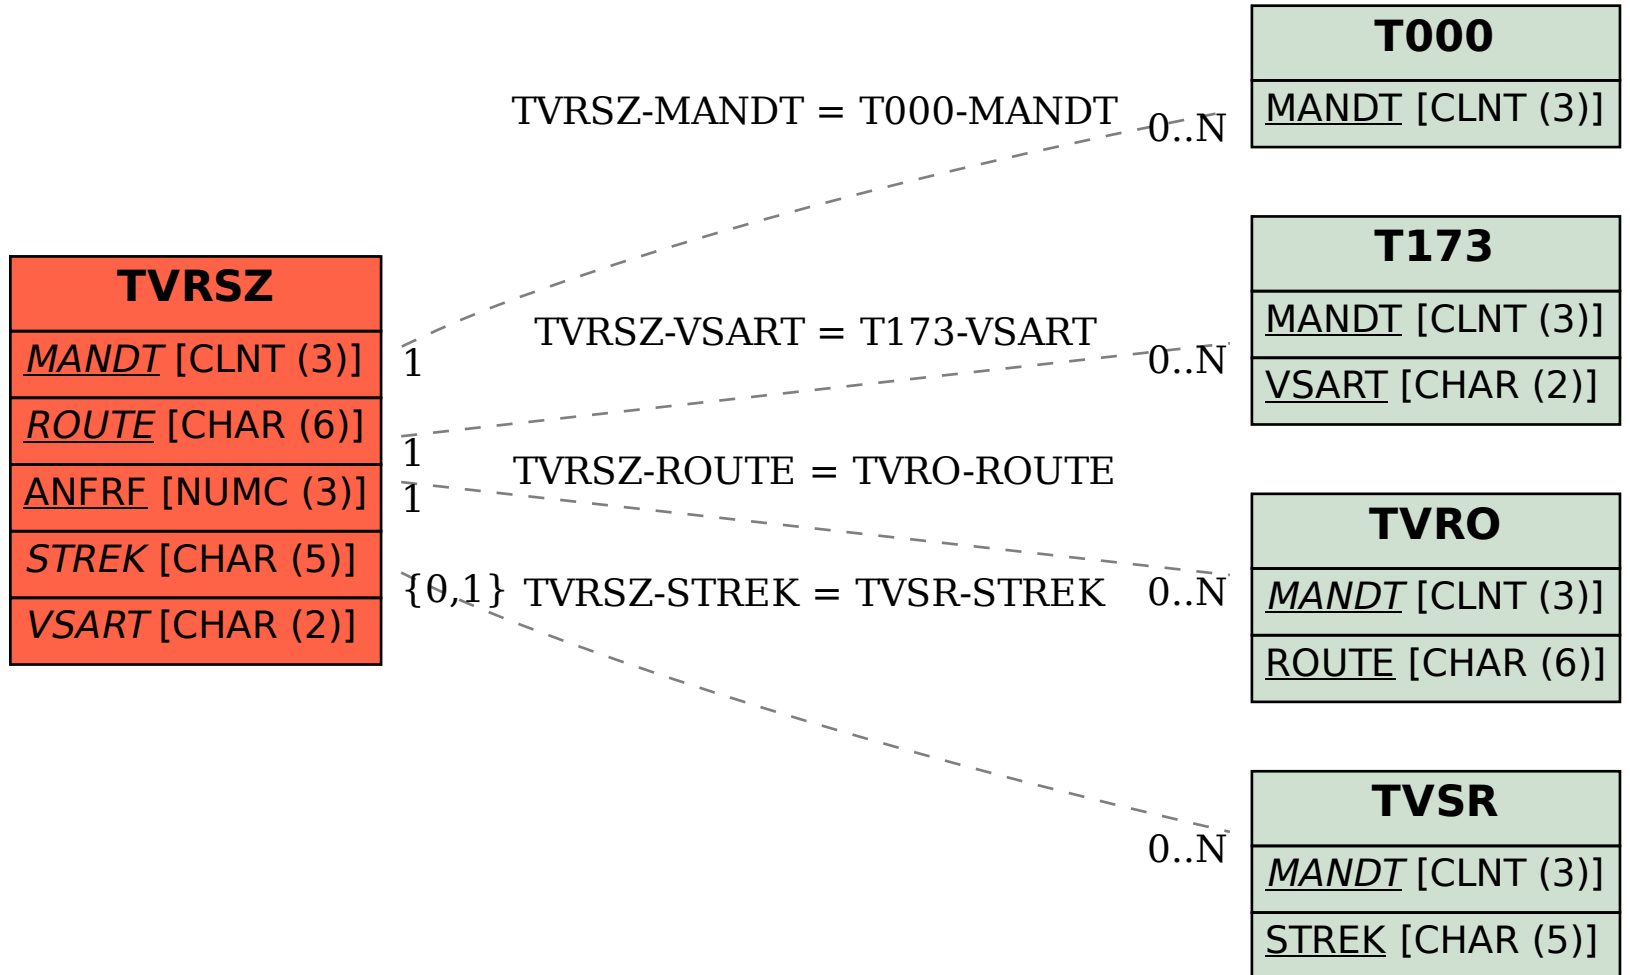 TVRSZ
MANDT [CLNT (3)]
ROUTE [CHAR (6)]
ANFRF [NUMC (3)]
STREK [CHAR (5)]
VSART [CHAR (2)]
TVRSZ-MANDT = T000-MANDT
1
0..N
TVRSZ-VSART = T173-VSART
1
0..N
TVRSZ-ROUTE = TVRO-ROUTE
1
0..N
TVRSZ-STREK = TVSR-STREK
{0,1}
0..N
T000
MANDT [CLNT (3)]
T173
MANDT [CLNT (3)]
VSART [CHAR (2)]
TVRO
MANDT [CLNT (3)]
ROUTE [CHAR (6)]
TVSR
MANDT [CLNT (3)]
STREK [CHAR (5)]